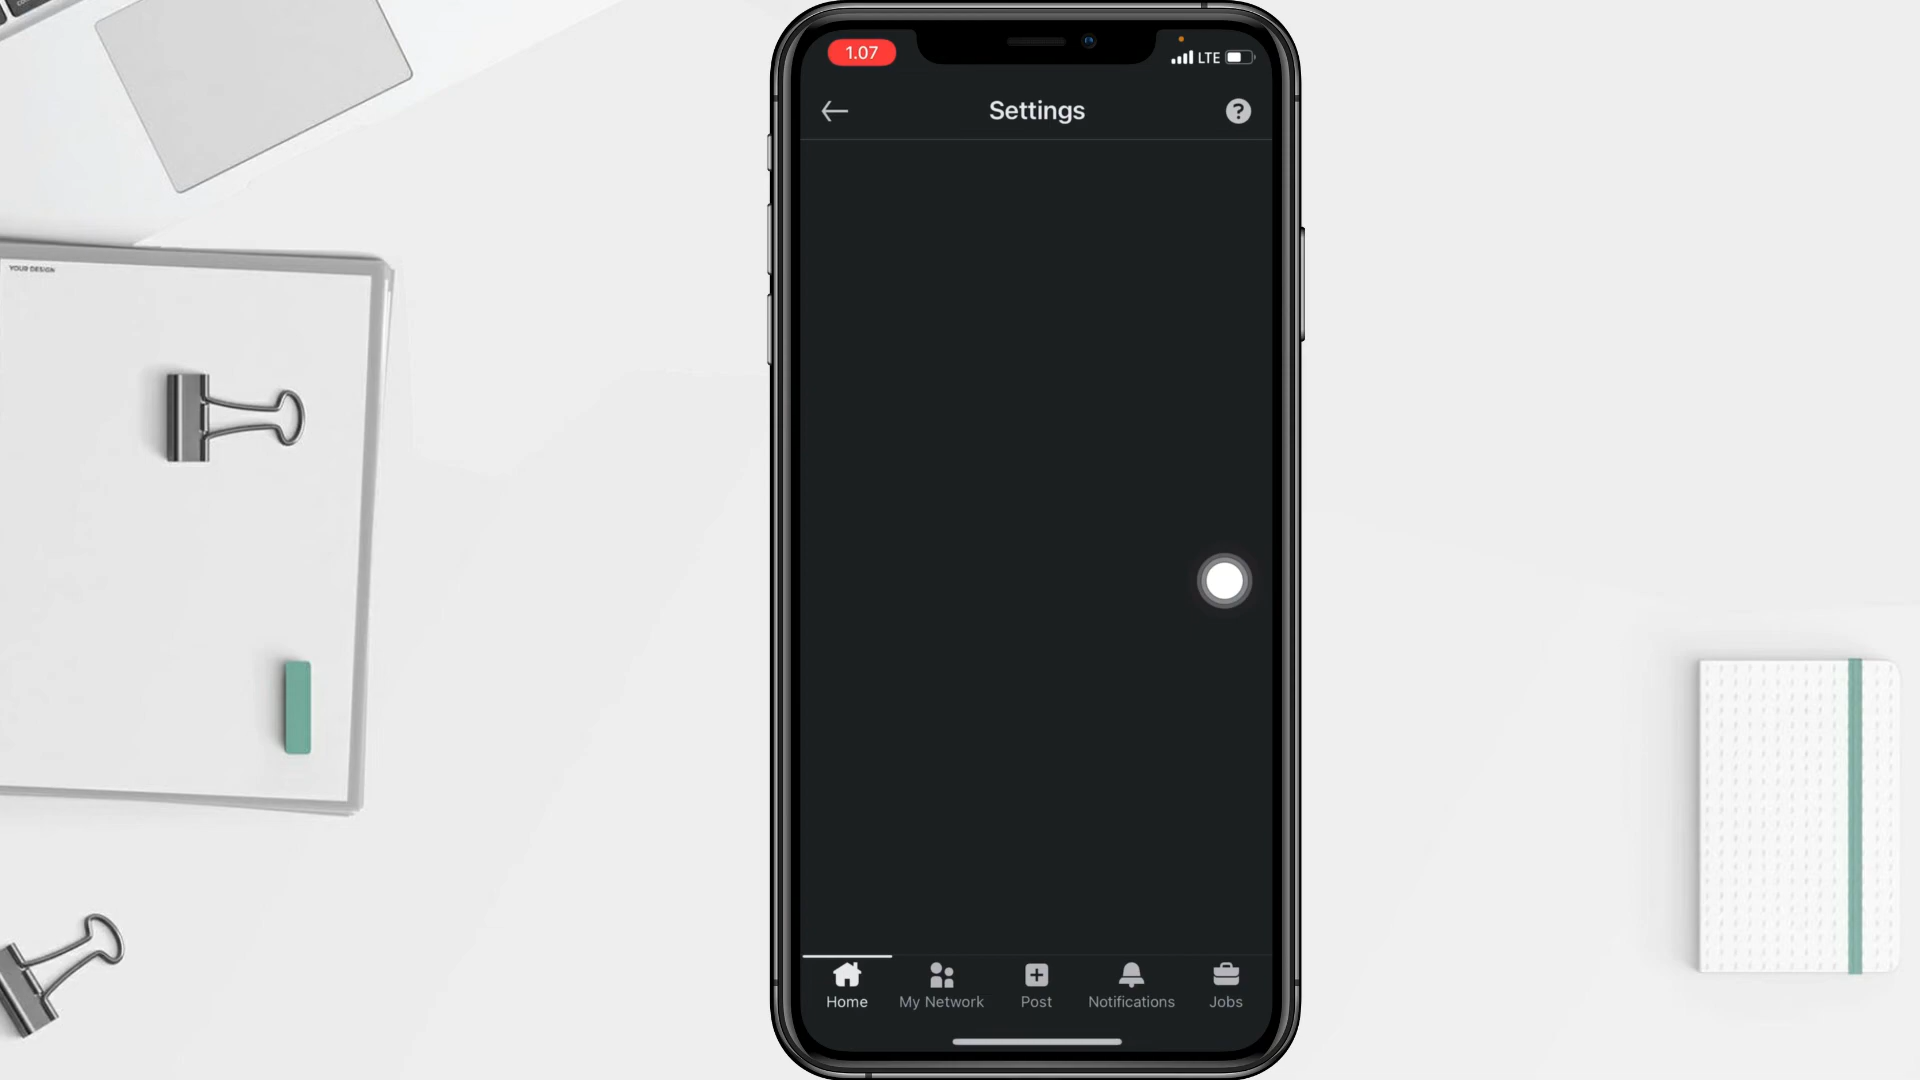 1.07
LTE
Settings
?
YOUR DESIGN
Home
My Network
Post
Notifications
Jobs